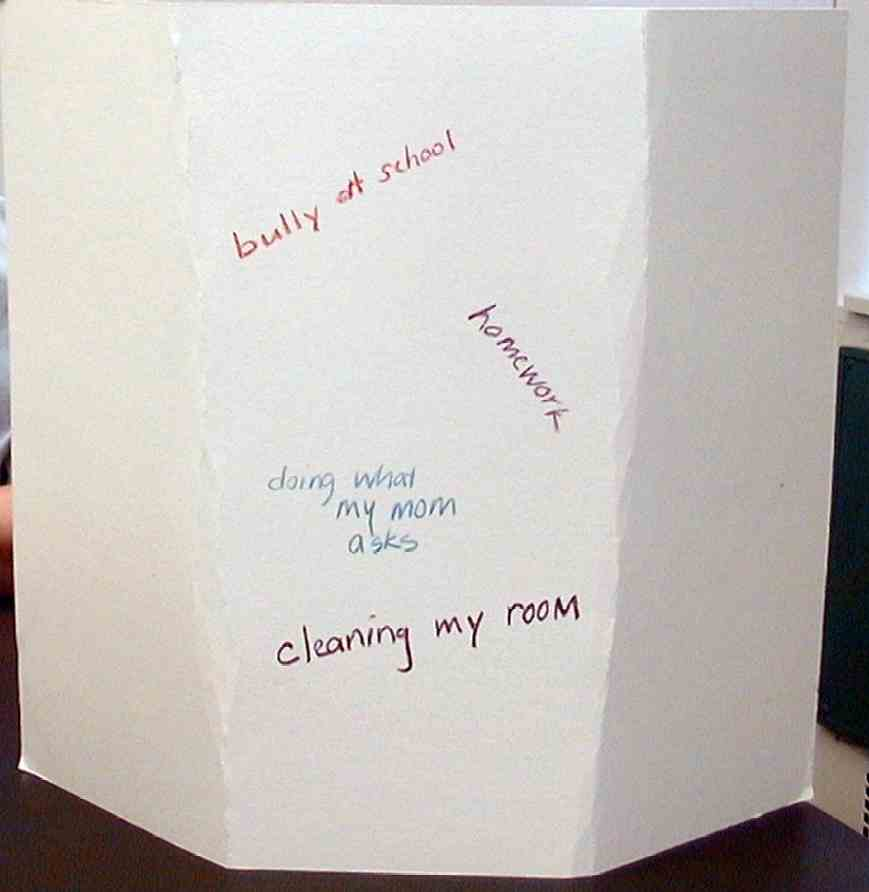 bully at school
homework
doing what
my mom
asks
cleaning my room